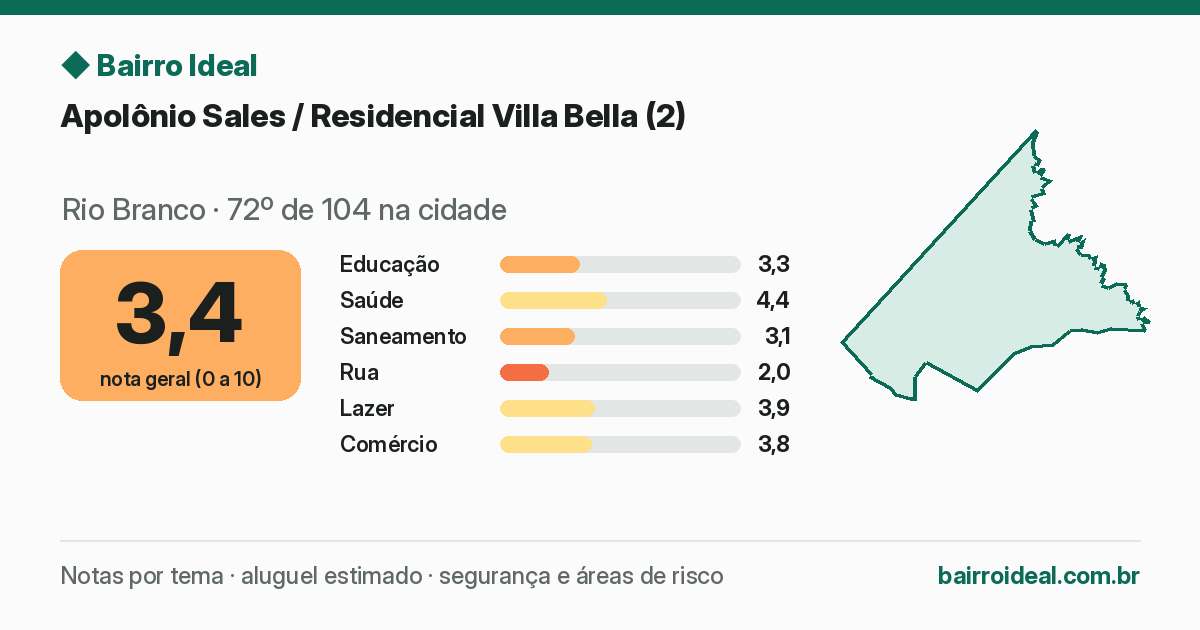 Bairro Ideal
Apolônio Sales / Residencial Villa Bella (2)
Rio Branco · 72º de 104 na cidade
3,4
nota geral (0 a 10)
Educação 3,3
Saúde 4,4
Saneamento 3,1
Rua 2,0
Lazer 3,9
Comércio 3,8
Notas por tema · aluguel estimado · segurança e áreas de risco
bairroideal.com.br